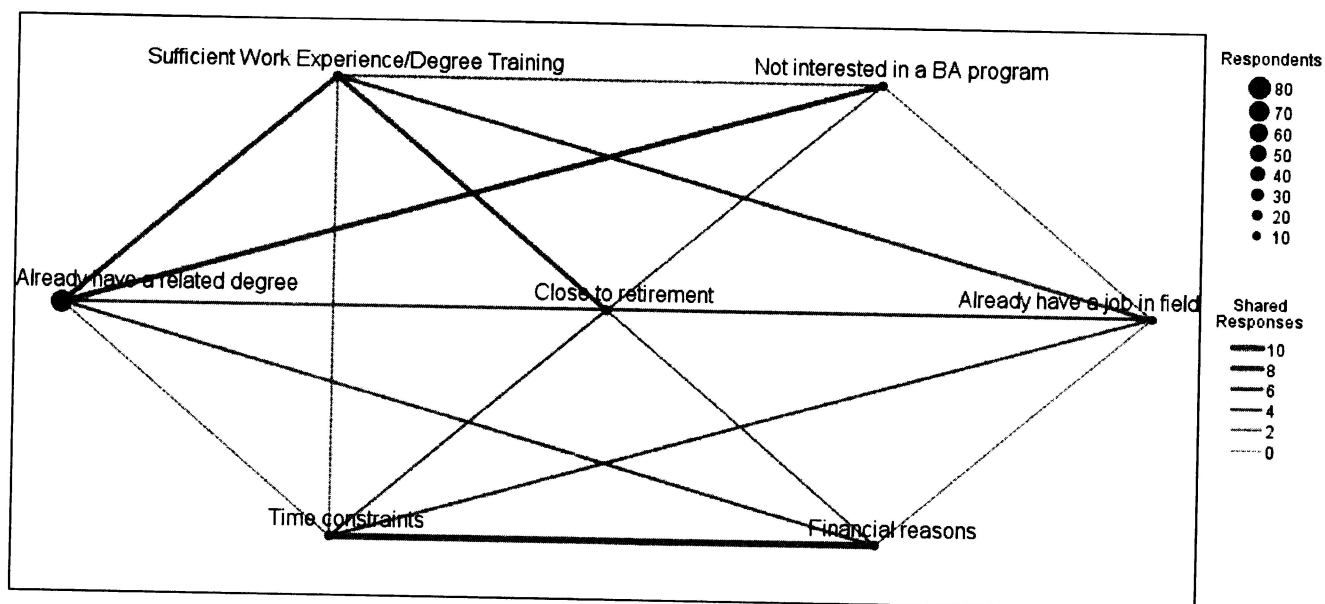 Sufficient Work Experience/Degree Training
Not interested in a BA program
Already have a related degree
Close to retirement
Already have a job in field
Time constraints
Financial reasons
Respondents
80
70
60
50
40
30
20
10
Shared
Responses
10
8
6
4
2
0